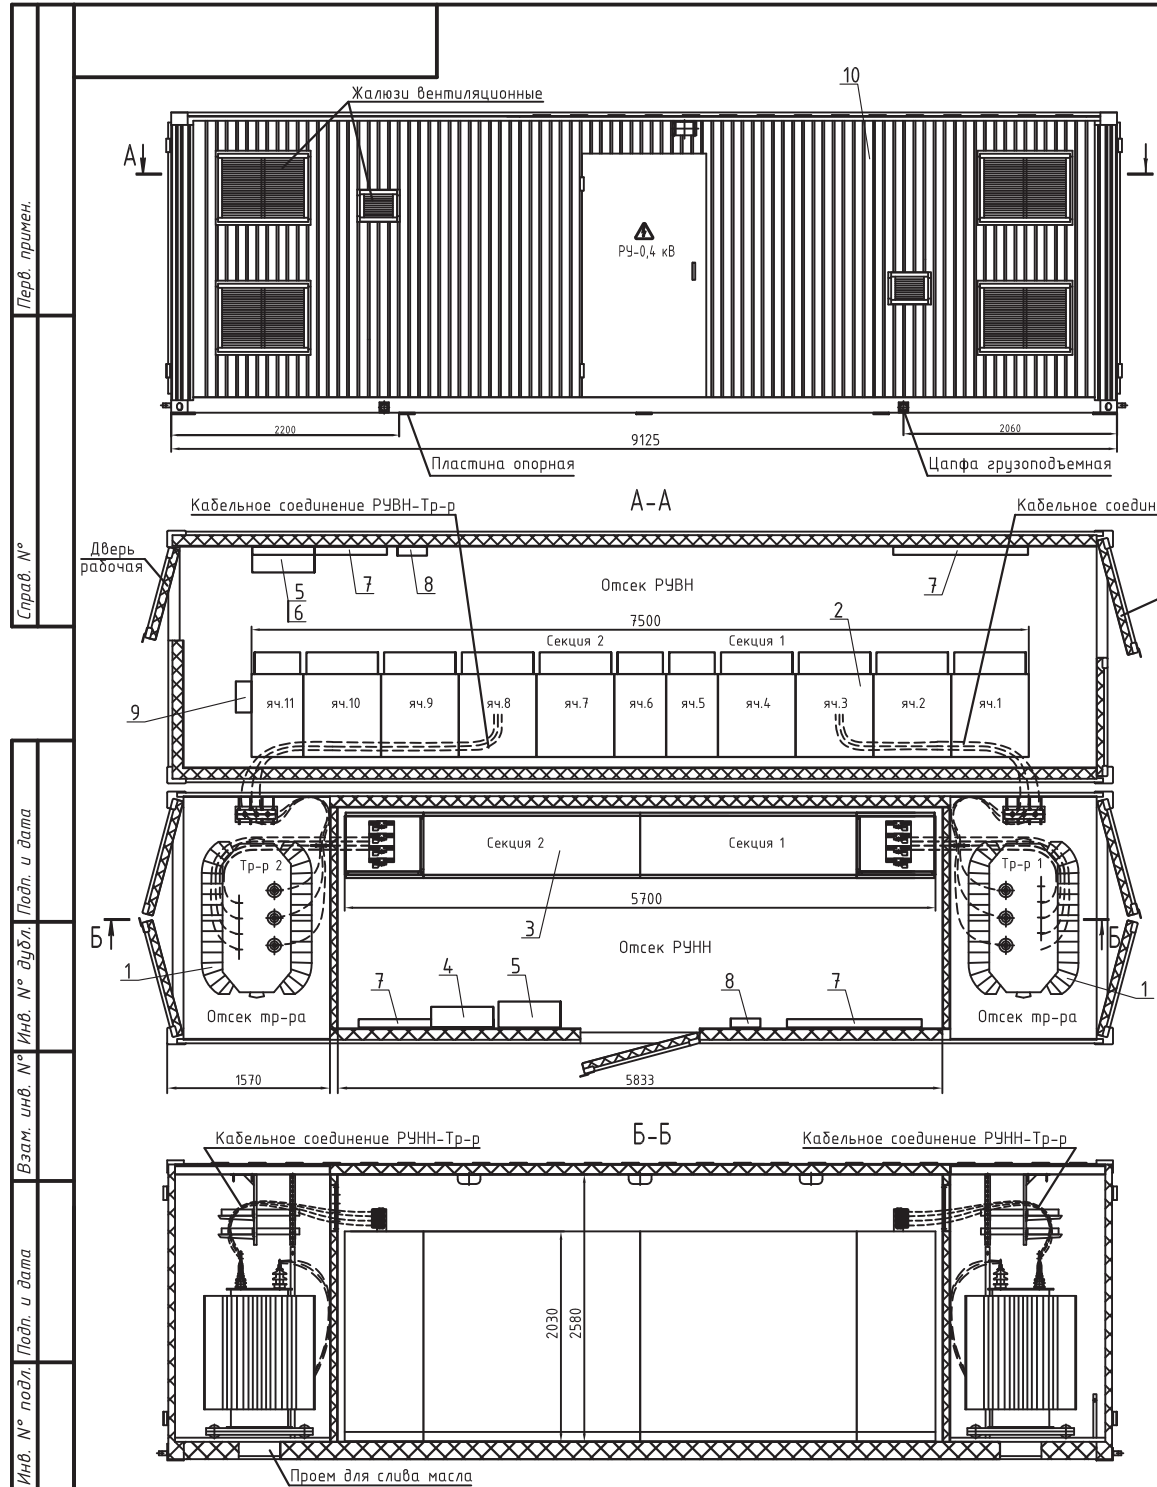 Перв. примен.
Справ. N°
Подп. и дата
Инв. N° дубл.
Взам. инв. N°
Подп. и дата
Инв. N° подл.
Жалюзи вентиляционные
10
А
РУ-0,4 кВ
2200
9125
2060
Пластина опорная
Цапфа грузоподъемная
А-А
Кабельное соединение РУВН-Тр-р
Кабельное соедин
Дверь
рабочая
5
6
7
8
Отсек РУВН
7
7500
2
Секция 2
Секция 1
9
яч.11
яч.10
яч.9
яч.8
яч.7
яч.6
яч.5
яч.4
яч.3
яч.2
яч.1
Тр-р 2
Секция 2
Секция 1
Тр-р 1
5700
Б
Б
3
Отсек РУНН
1
7
4
5
8
7
1
Отсек тр-ра
Отсек тр-ра
1570
5833
Б-Б
Кабельное соединение РУНН-Тр-р
Кабельное соединение РУНН-Тр-р
2030
2580
Проем для слива масла